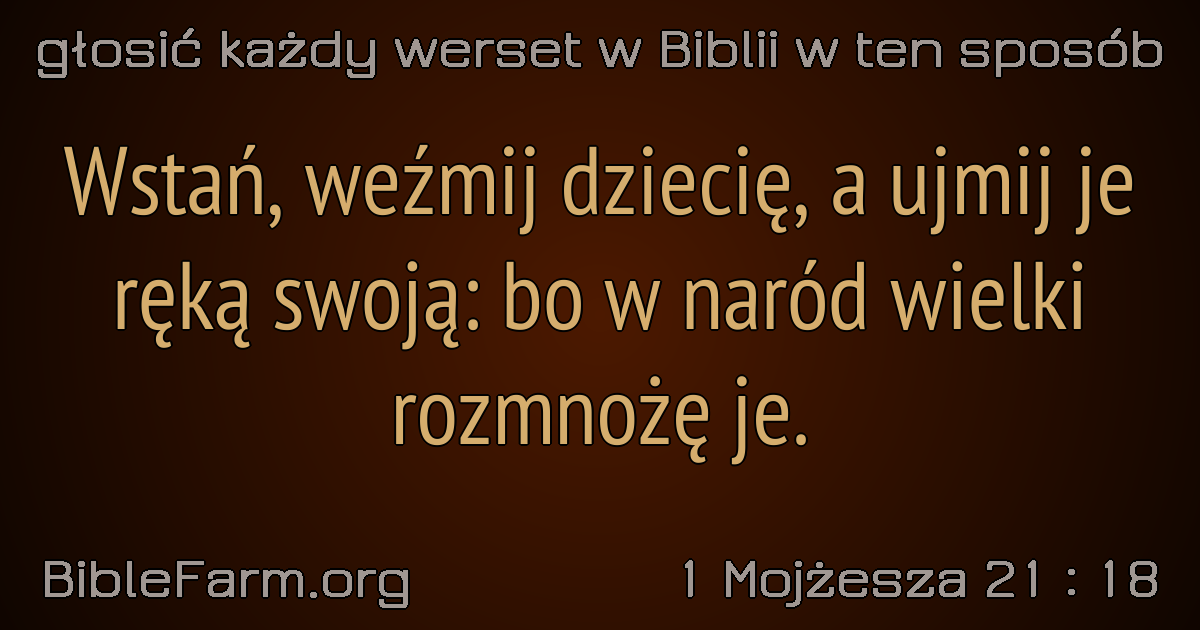 głosić każdy werset w Biblii w ten sposób
Wstań, weźmij dziecię, a ujmij je
ręką swoją: bo w naród wielki
rozmnożę je.
BibleFarm.org
1 Mojżesza 21 : 18